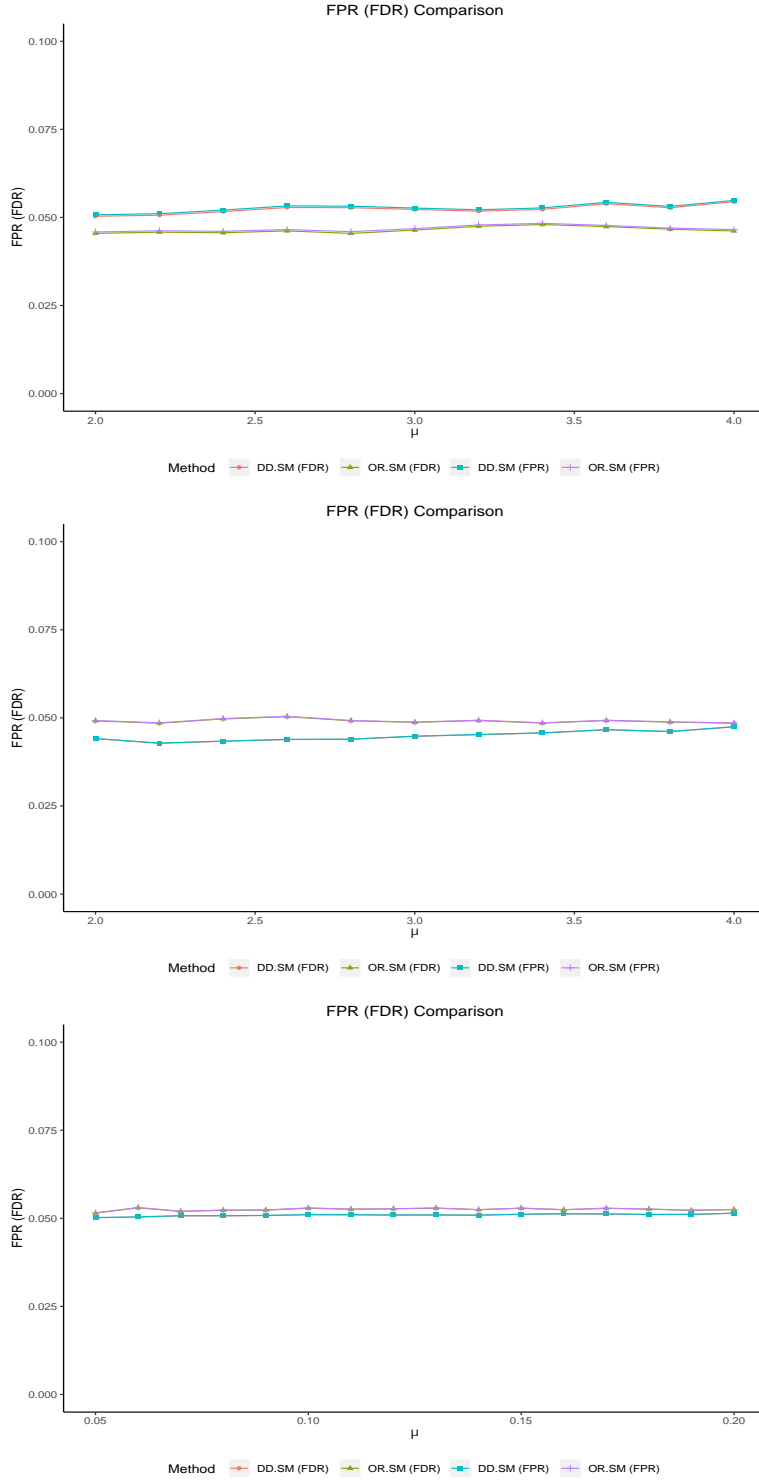 FPR (FDR) Comparison
0.100
0.075
0.050
0.025
0.000
FPR (FDR)
2.0 2.5 3.0 3.5 4.0
μ
Method DD.SM (FDR) OR.SM (FDR) DD.SM (FPR) OR.SM (FPR)
FPR (FDR) Comparison
0.100
0.075
0.050
0.025
0.000
FPR (FDR)
2.0 2.5 3.0 3.5 4.0
μ
Method DD.SM (FDR) OR.SM (FDR) DD.SM (FPR) OR.SM (FPR)
FPR (FDR) Comparison
0.100
0.075
0.050
0.025
0.000
FPR (FDR)
0.05 0.10 0.15 0.20
μ
Method DD.SM (FDR) OR.SM (FDR) DD.SM (FPR) OR.SM (FPR)